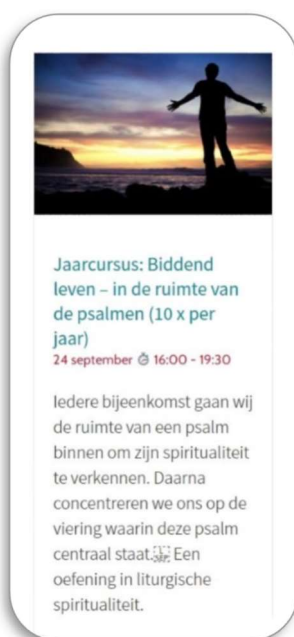 Jaarcursus: Biddend
leven – in de ruimte van
de psalmen (10 x per
jaar)
24 september ⏱ 16:00 - 19:30
Iedere bijeenkomst gaan wij
de ruimte van een psalm
binnen om zijn spiritualiteit
te verkennen. Daarna
concentreren we ons op de
viering waarin deze psalm
centraal staat. Een
oefening in liturgische
spiritualiteit.